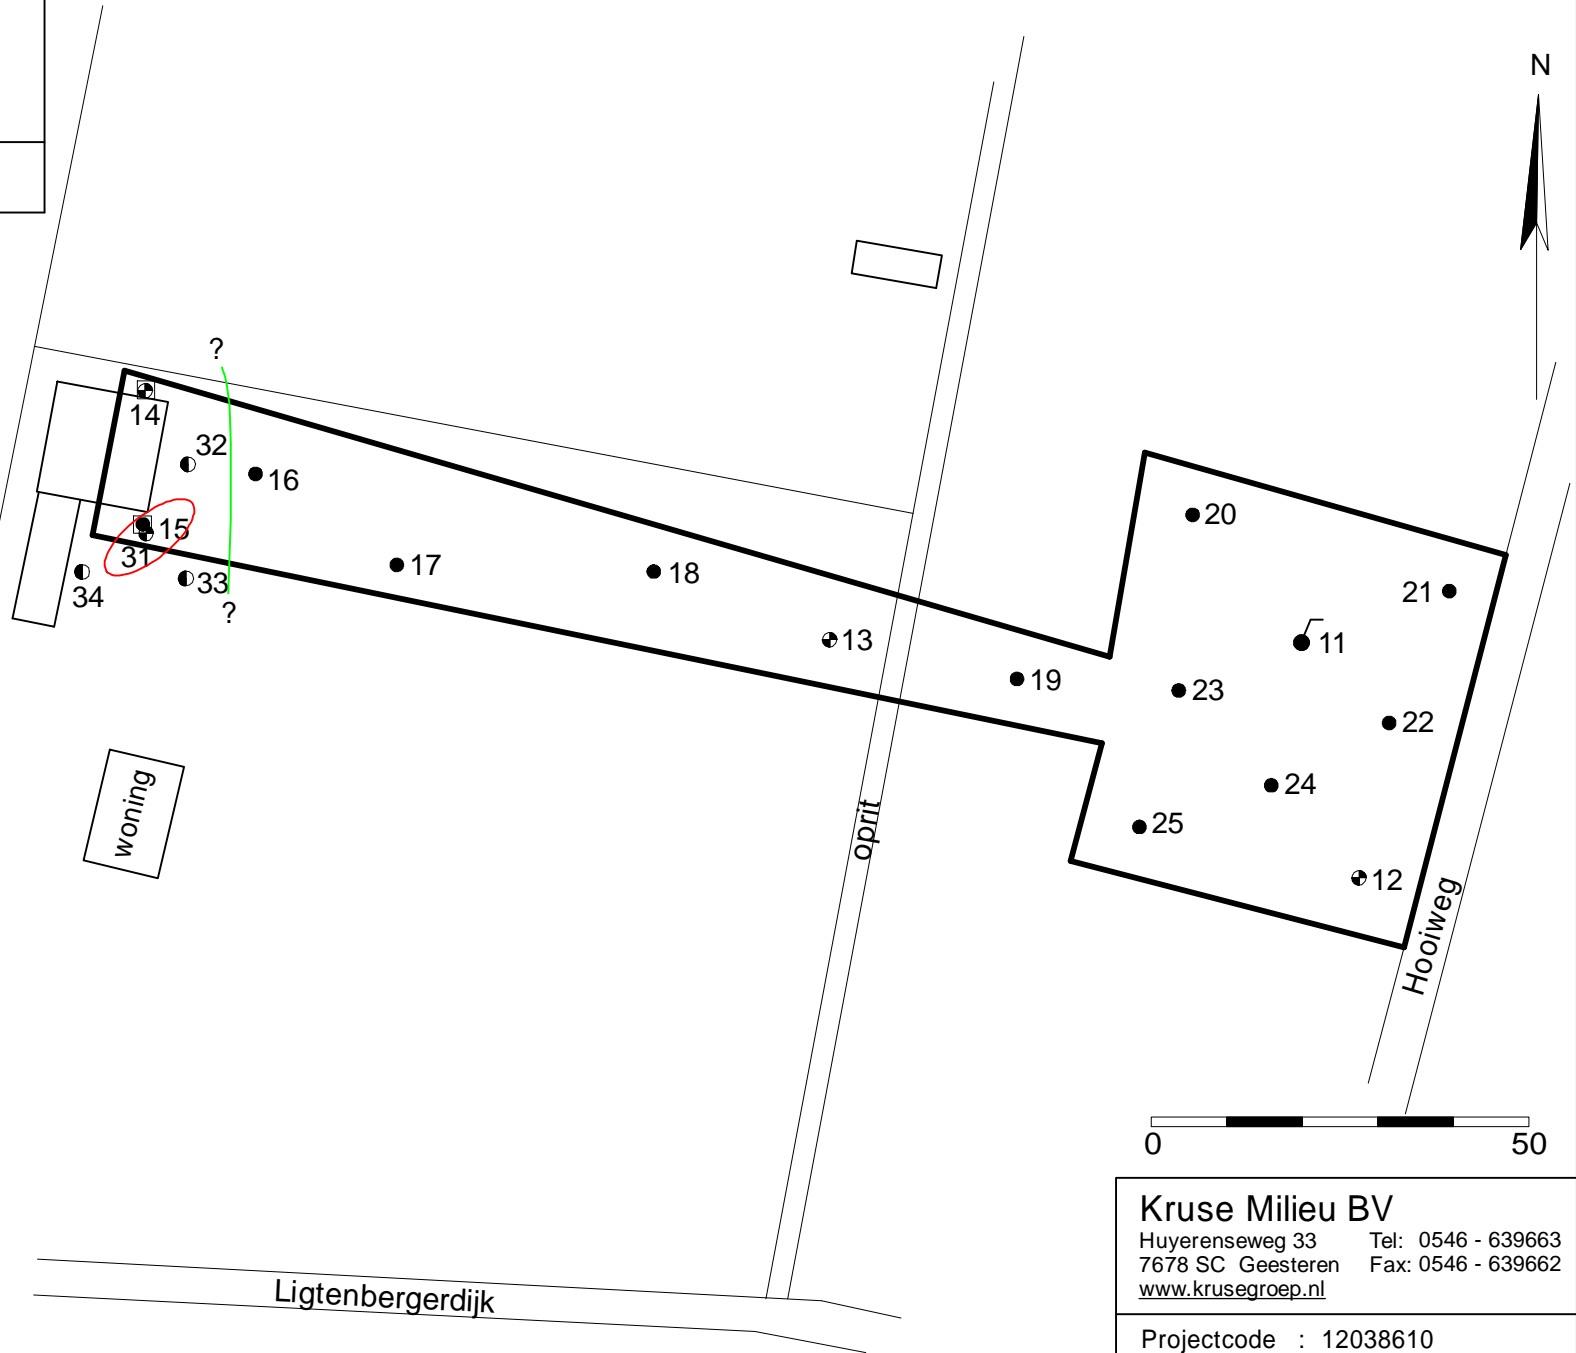 N
?
14
32
16
15
31
33
34
?
17
18
13
19
20
21
11
23
22
24
25
12
woning
oprit
Hooiweg
Ligtenbergerdijk
0 50
Kruse Milieu BV
Huyerenseweg 33 Tel: 0546 - 639663
7678 SC Geesteren Fax: 0546 - 639662
www.krusegroep.nl
Projectcode : 12038610